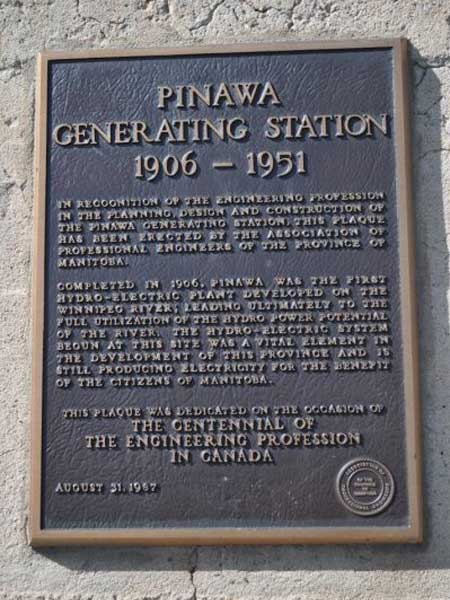 PINAWA
GENERATING STATION
1906 – 1951
IN RECOGNITION OF THE ENGINEERING PROFESSION
IN THE PLANNING, DESIGN AND CONSTRUCTION OF
THE PINAWA GENERATING STATION, THIS PLAQUE
HAS BEEN ERECTED BY THE ASSOCIATION OF
PROFESSIONAL ENGINEERS OF THE PROVINCE OF
MANITOBA.
COMPLETED IN 1906, PINAWA WAS THE FIRST
HYDRO-ELECTRIC PLANT DEVELOPED ON THE
WINNIPEG RIVER, LEADING ULTIMATELY TO THE
FULL UTILIZATION OF THE HYDRO POWER POTENTIAL
OF THE RIVER. THE HYDRO-ELECTRIC SYSTEM
BEGUN AT THIS SITE WAS A VITAL ELEMENT IN
THE DEVELOPMENT OF THIS PROVINCE AND IS
STILL PRODUCING ELECTRICITY FOR THE BENEFIT
OF THE CITIZENS OF MANITOBA.
THIS PLAQUE WAS DEDICATED ON THE OCCASION OF
THE CENTENNIAL OF
THE ENGINEERING PROFESSION
IN CANADA
AUGUST 31, 1987